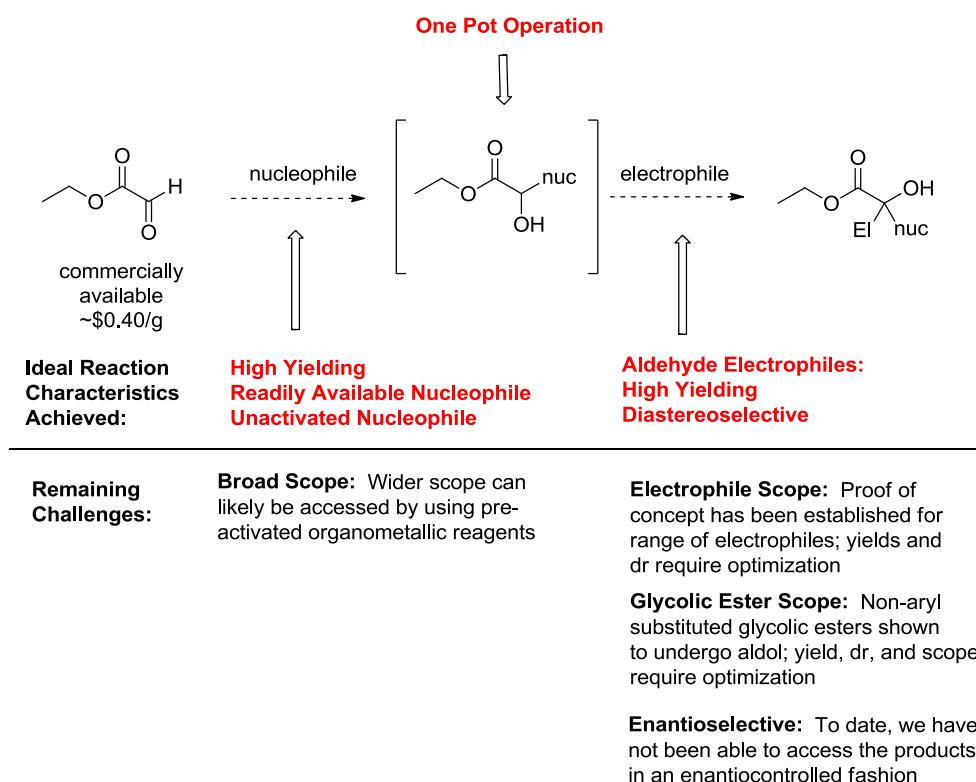 One Pot Operation
O
O
H
O
nucleophile
O
O
nuc
OH
electrophile
O
O
OH
El
nuc
commercially
available
~$0.40/g
Ideal Reaction
Characteristics
Achieved:
High Yielding
Readily Available Nucleophile
Unactivated Nucleophile
Aldehyde Electrophiles:
High Yielding
Diastereoselective
Remaining
Challenges:
Broad Scope: Wider scope can
likely be accessed by using pre-
activated organometallic reagents
Electrophile Scope: Proof of
concept has been established for
range of electrophiles; yields and
dr require optimization
Glycolic Ester Scope: Non-aryl
substituted glycolic esters shown
to undergo aldol; yield, dr, and scope
require optimization
Enantioselective: To date, we have
not been able to access the products
in an enantiocontrolled fashion